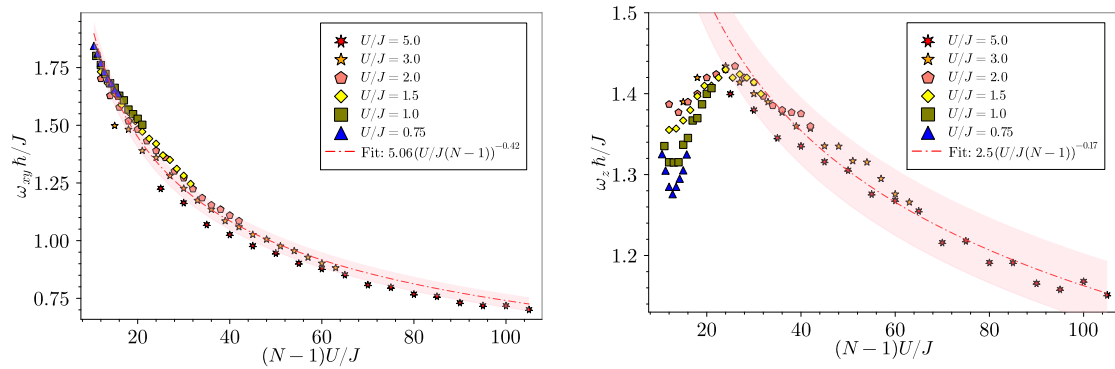 1.75
1.50
1.25
1.00
0.75
ω_xy ℏ/J
20
40
60
80
100
(N − 1)U/J
U/J = 5.0
U/J = 3.0
U/J = 2.0
U/J = 1.5
U/J = 1.0
U/J = 0.75
Fit: 5.06(U/J(N − 1))^−0.42
1.5
1.4
1.3
1.2
ω_z ℏ/J
20
40
60
80
100
(N − 1)U/J
U/J = 5.0
U/J = 3.0
U/J = 2.0
U/J = 1.5
U/J = 1.0
U/J = 0.75
Fit: 2.5(U/J(N − 1))^−0.17